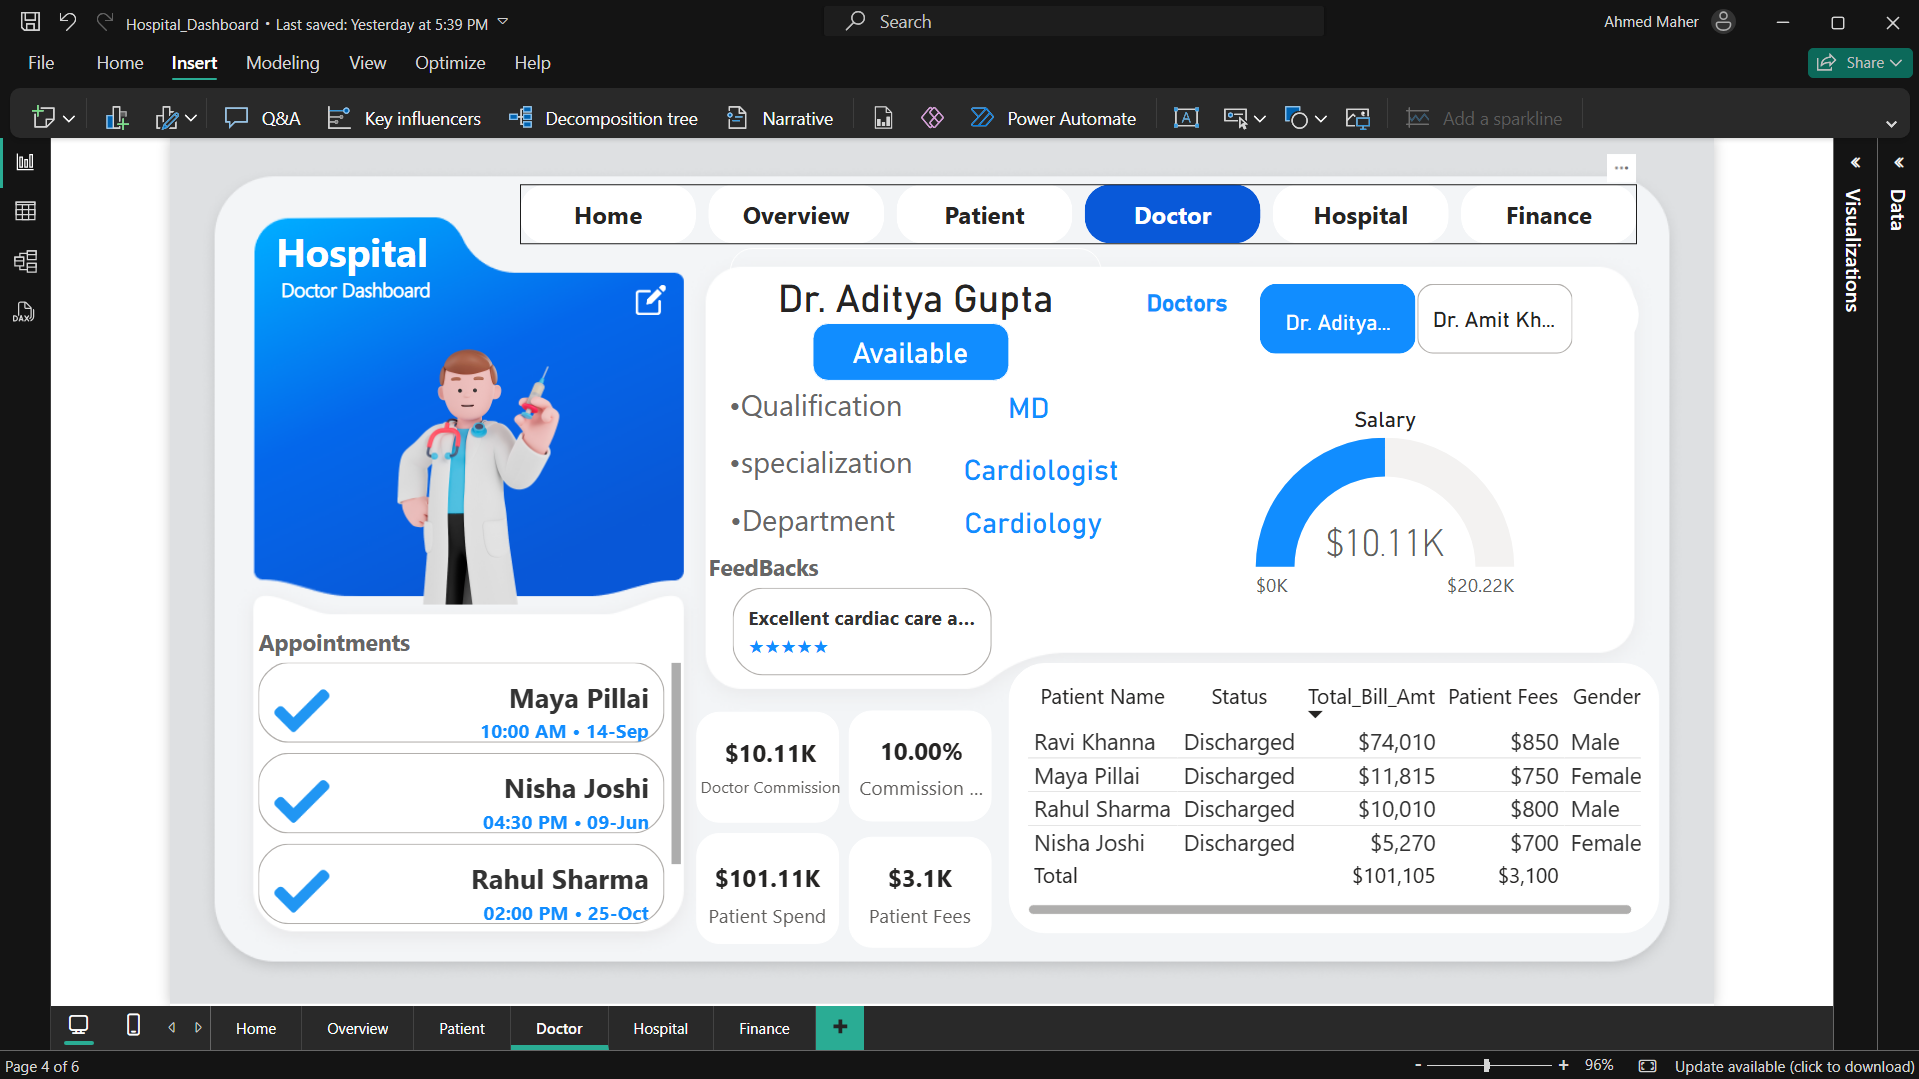 Hospital_Dashboard • Last saved: Yesterday at 5:39 PM
Search
Ahmed Maher
File Home Insert Modeling View Optimize Help
Share
Q&A Key influencers Decomposition tree Narrative Power Automate Add a sparkline
Visualizations
Data
Home Overview Patient Doctor Hospital Finance
Hospital
Doctor Dashboard
Dr. Aditya Gupta
Available
Doctors
Dr. Aditya...
Dr. Amit Kh...
•Qualification MD
•specialization Cardiologist
•Department Cardiology
Salary
$10.11K
$0K $20.22K
FeedBacks
Excellent cardiac care a...
★★★★★
Appointments
Maya Pillai
10:00 AM • 14-Sep
Nisha Joshi
04:30 PM • 09-Jun
Rahul Sharma
02:00 PM • 25-Oct
$10.11K
Doctor Commission
10.00%
Commission ...
$101.11K
Patient Spend
$3.1K
Patient Fees
Patient Name Status Total_Bill_Amt Patient Fees Gender
Ravi Khanna Discharged $74,010 $850 Male
Maya Pillai Discharged $11,815 $750 Female
Rahul Sharma Discharged $10,010 $800 Male
Nisha Joshi Discharged $5,270 $700 Female
Total $101,105 $3,100
Home Overview Patient Doctor Hospital Finance +
Page 4 of 6
- + 96%
Update available (click to download)